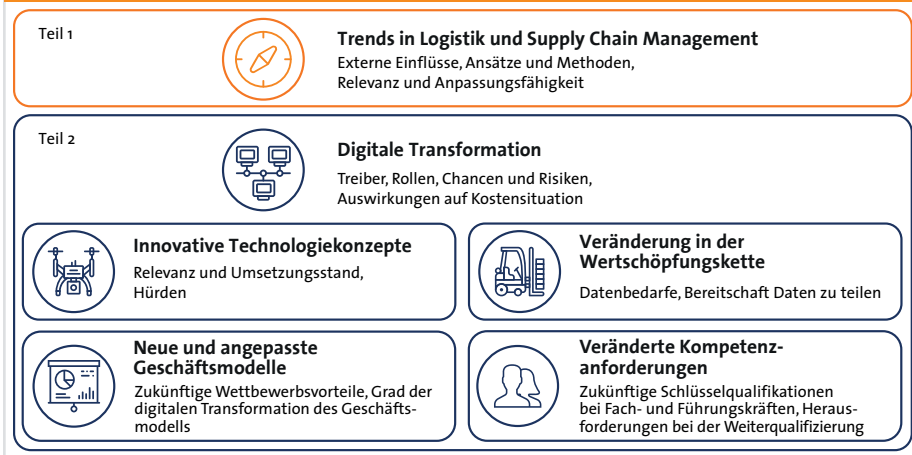 Teil 1
Trends in Logistik und Supply Chain Management
Externe Einflüsse, Ansätze und Methoden,
Relevanz und Anpassungsfähigkeit
Teil 2
Digitale Transformation
Treiber, Rollen, Chancen und Risiken,
Auswirkungen auf Kostensituation
Innovative Technologiekonzepte
Relevanz und Umsetzungsstand,
Hürden
Veränderung in der
Wertschöpfungskette
Datenbedarfe, Bereitschaft Daten zu teilen
Neue und angepasste
Geschäftsmodelle
Zukünftige Wettbewerbsvorteile, Grad der
digitalen Transformation des Geschäfts-
modells
Veränderte Kompetenz-
anforderungen
Zukünftige Schlüsselqualifikationen
bei Fach- und Führungskräften, Heraus-
forderungen bei der Weiterqualifizierung